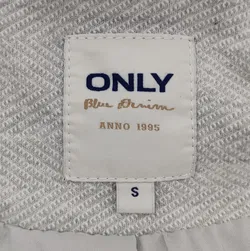 ONLY
Blue Denim
ANNO 1995
S